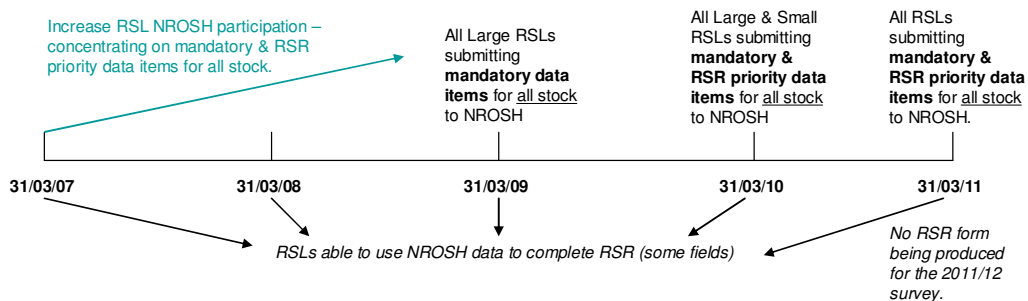 Increase RSL NROSH participation –
concentrating on mandatory & RSR
priority data items for all stock.
All Large RSLs
submitting
mandatory data
items for all stock
to NROSH
All Large & Small
RSLs submitting
mandatory &
RSR priority data
items for all stock
to NROSH
All RSLs
submitting
mandatory &
RSR priority data
items for all stock
to NROSH.
31/03/07
31/03/08
31/03/09
31/03/10
31/03/11
RSLs able to use NROSH data to complete RSR (some fields)
No RSR form
being produced
for the 2011/12
survey.